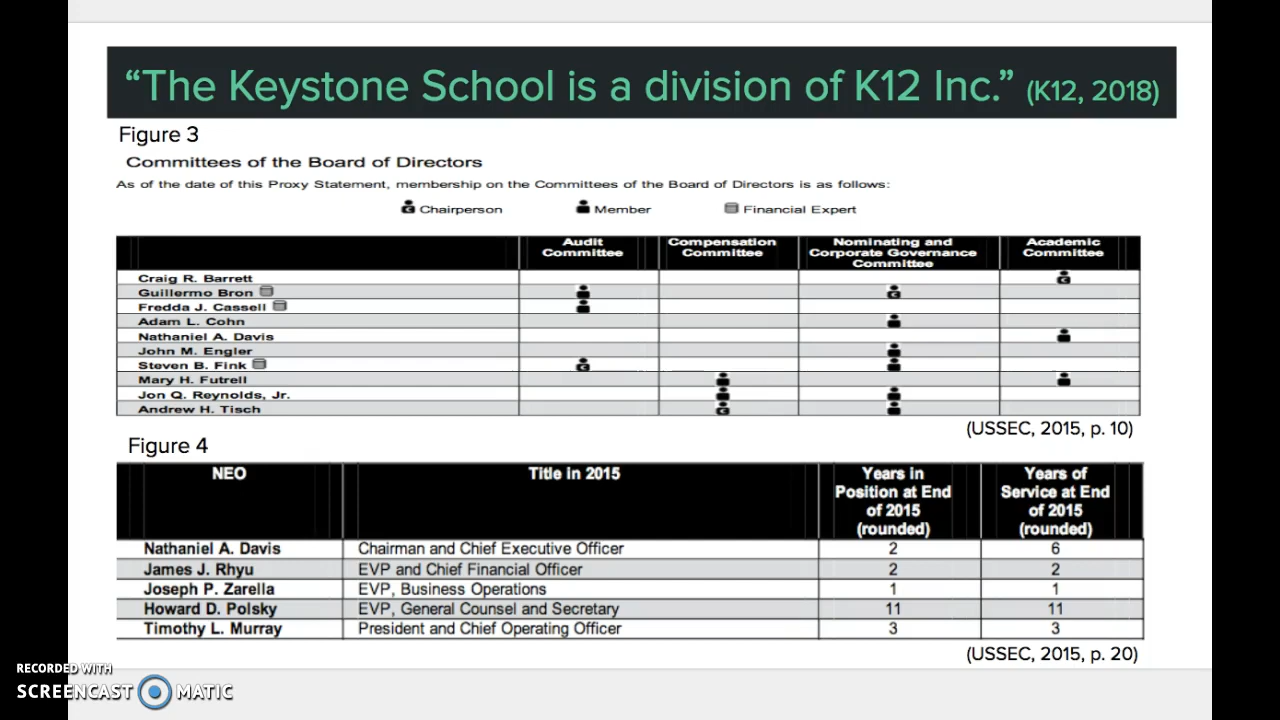 “The Keystone School is a division of K12 Inc.” (K12, 2018)
Figure 3
Committees of the Board of Directors
As of the date of this Proxy Statement, membership on the Committees of the Board of Directors is as follows:
Chairperson Member Financial Expert
Audit Committee Compensation Committee Nominating and Corporate Governance Committee Academic Committee
Craig R. Barrett
Guillermo Bron
Fredda J. Cassell
Adam L. Cohn
Nathaniel A. Davis
John M. Engler
Steven B. Fink
Mary H. Futrell
Jon Q. Reynolds, Jr.
Andrew H. Tisch
(USSEC, 2015, p. 10)
Figure 4
NEO Title in 2015 Years in Position at End of 2015 (rounded) Years of Service at End of 2015 (rounded)
Nathaniel A. Davis Chairman and Chief Executive Officer 2 6
James J. Rhyu EVP and Chief Financial Officer 2 2
Joseph P. Zarella EVP, Business Operations 1 1
Howard D. Polsky EVP, General Counsel and Secretary 11 11
Timothy L. Murray President and Chief Operating Officer 3 3
(USSEC, 2015, p. 20)
RECORDED WITH
SCREENCAST MATIC